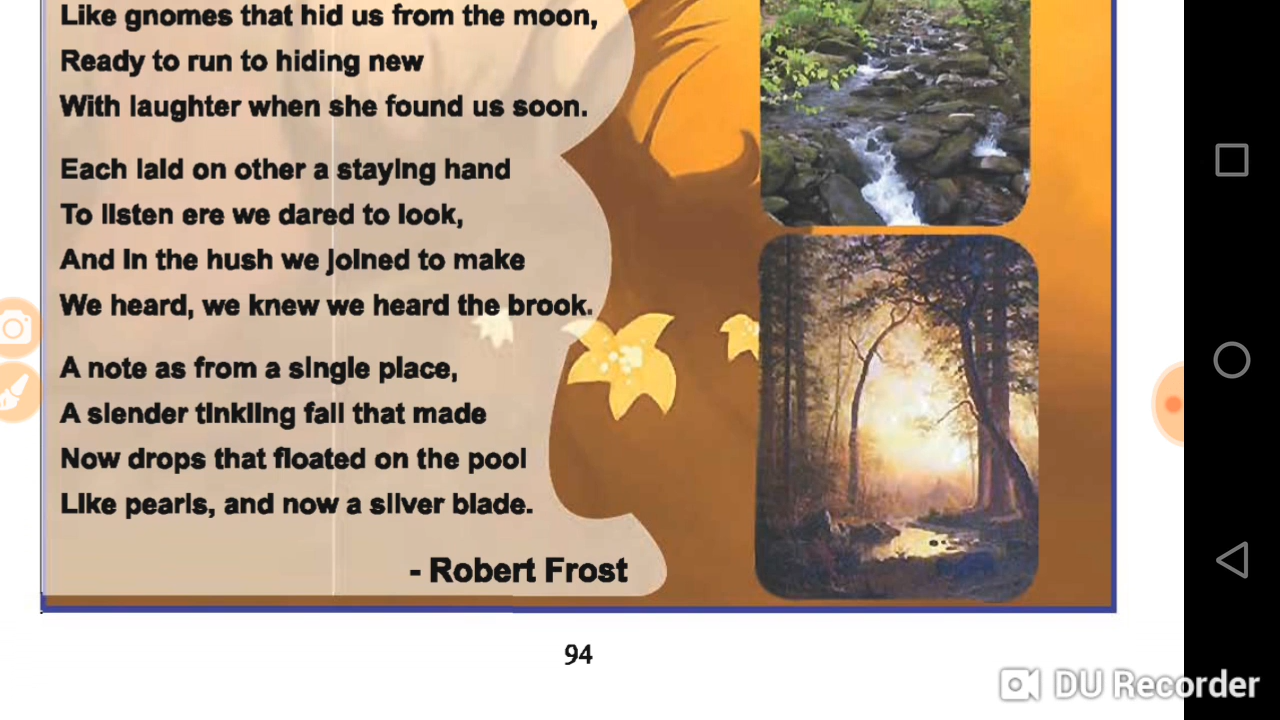 Like gnomes that hid us from the moon,
Ready to run to hiding new
With laughter when she found us soon.
Each laid on other a staying hand
To listen ere we dared to look,
And in the hush we joined to make
We heard, we knew we heard the brook.
A note as from a single place,
A slender tinkling fall that made
Now drops that floated on the pool
Like pearls, and now a silver blade.
- Robert Frost
94
DU Recorder